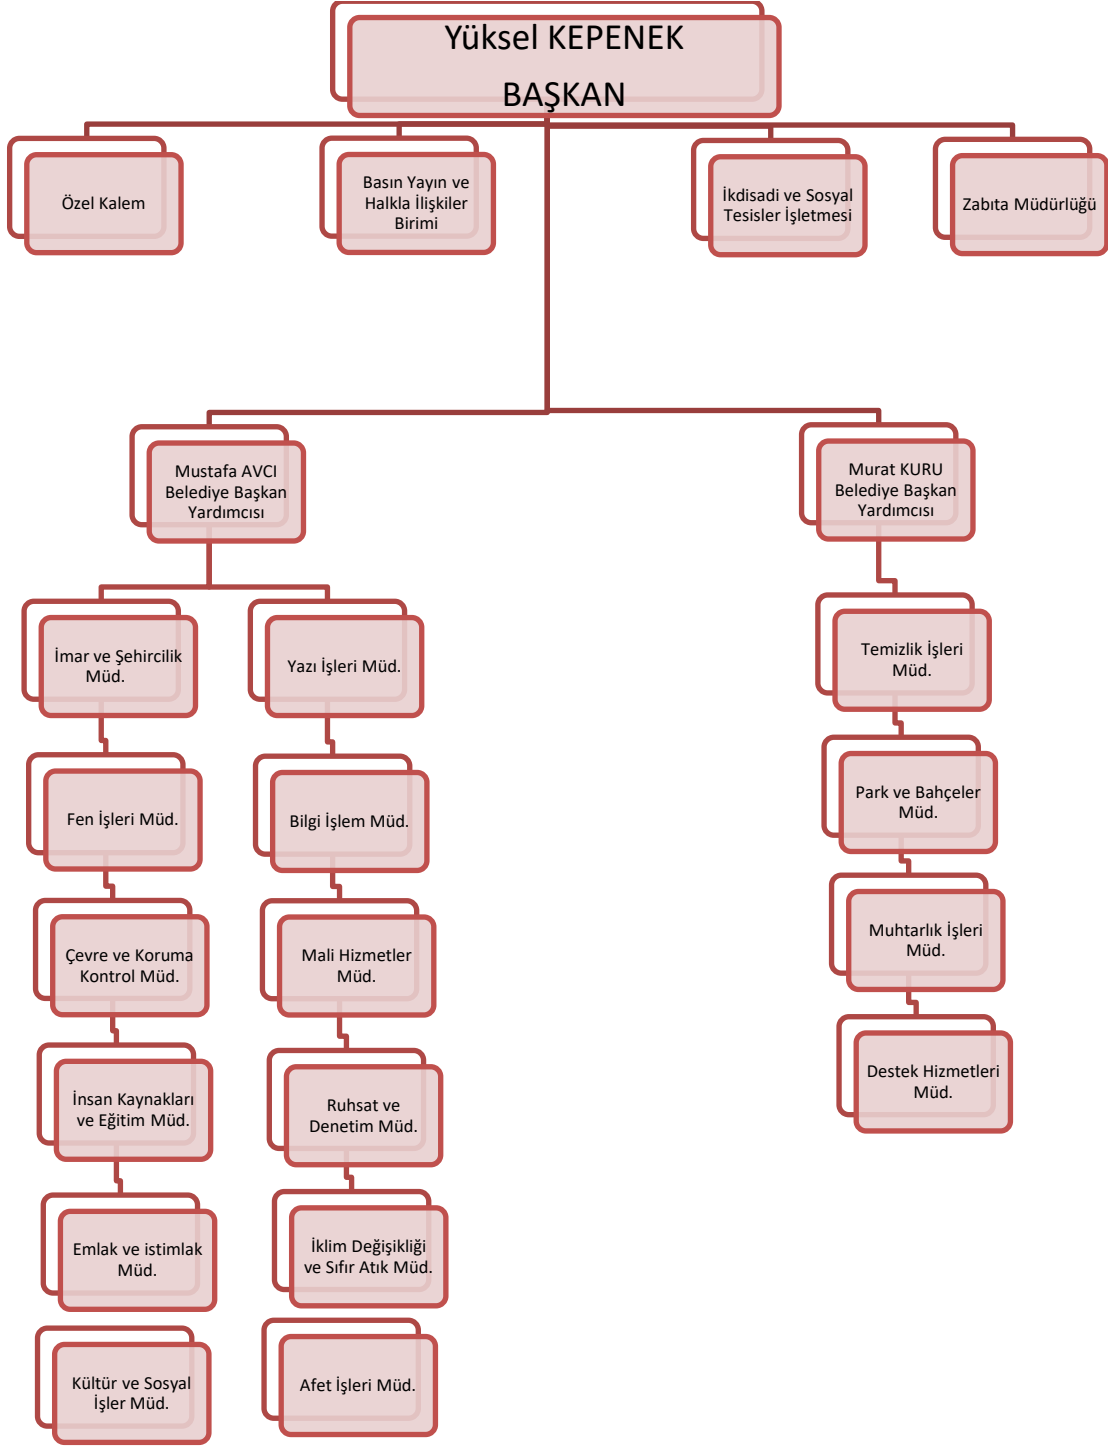 Yüksel KEPENEK
BAŞKAN
Özel Kalem
Basın Yayın ve
Halkla İlişkiler
Birimi
İkdisadi ve Sosyal
Tesisler İşletmesi
Zabıta Müdürlüğü
Mustafa AVCI
Belediye Başkan
Yardımcısı
Murat KURU
Belediye Başkan
Yardımcısı
İmar ve Şehircilik
Müd.
Fen İşleri Müd.
Çevre ve Koruma
Kontrol Müd.
İnsan Kaynakları
ve Eğitim Müd.
Emlak ve istimlak
Müd.
Kültür ve Sosyal
İşler Müd.
Yazı İşleri Müd.
Bilgi İşlem Müd.
Mali Hizmetler
Müd.
Ruhsat ve
Denetim Müd.
İklim Değişikliği
ve Sıfır Atık Müd.
Afet İşleri Müd.
Temizlik İşleri
Müd.
Park ve Bahçeler
Müd.
Muhtarlık İşleri
Müd.
Destek Hizmetleri
Müd.